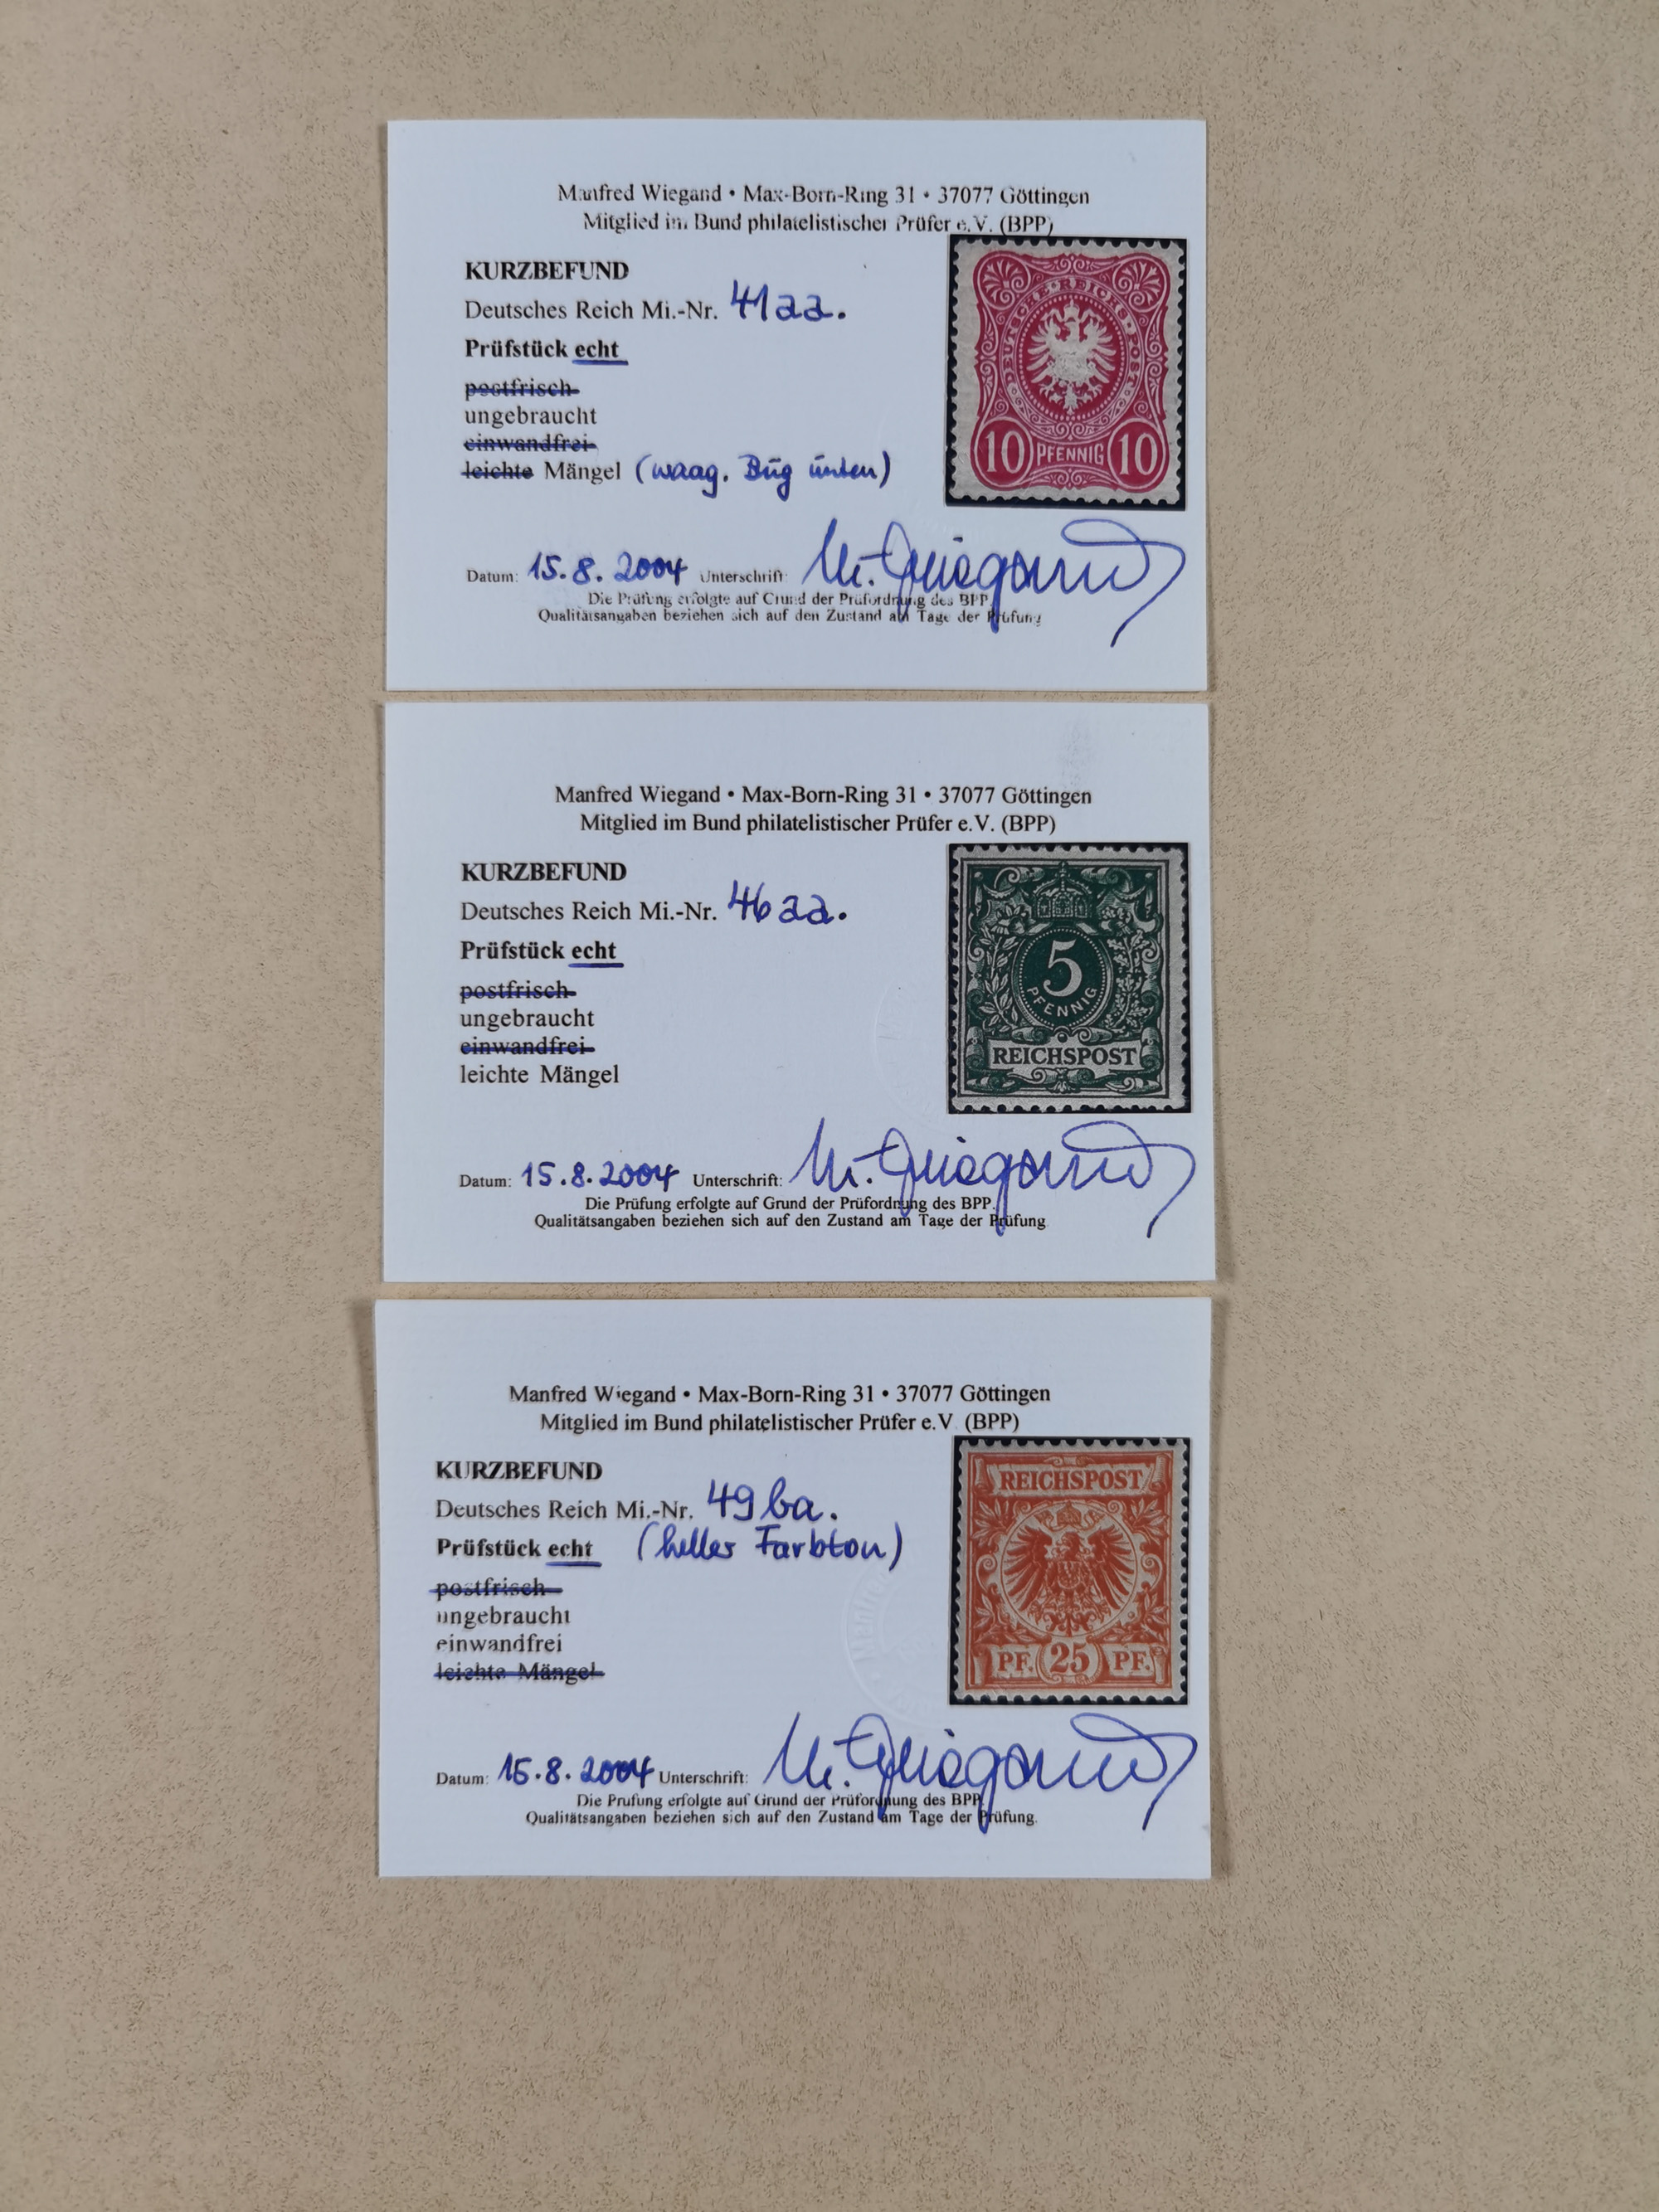 Manfred Wiegand • Max-Born-Ring 31 • 37077 Göttingen
Mitglied im Bund philatelistischer Prüfer e.V. (BPP)
KURZBEFUND
Deutsches Reich Mi.-Nr. 41aa.
Prüfstück echt
postfrisch
ungebraucht
einwandfrei
leichte Mängel (waag. Bug unten)
DEUTSCHE REICHS-POST
10 PFENNIG 10
Datum: 15.8.2004 Unterschrift: M. Wiegand
Die Prüfung erfolgte auf Grund der Prüfordnung des BPP.
Qualitätsangaben beziehen sich auf den Zustand am Tage der Prüfung
Manfred Wiegand • Max-Born-Ring 31 • 37077 Göttingen
Mitglied im Bund philatelistischer Prüfer e.V. (BPP)
KURZBEFUND
Deutsches Reich Mi.-Nr. 46aa.
Prüfstück echt
postfrisch
ungebraucht
einwandfrei
leichte Mängel
5
PFENNIG
REICHSPOST
Datum: 15.8.2004 Unterschrift: M. Wiegand
Die Prüfung erfolgte auf Grund der Prüfordnung des BPP.
Qualitätsangaben beziehen sich auf den Zustand am Tage der Prüfung
Manfred Wiegand • Max-Born-Ring 31 • 37077 Göttingen
Mitglied im Bund philatelistischer Prüfer e.V. (BPP)
KURZBEFUND
Deutsches Reich Mi.-Nr. 49ba.
Prüfstück echt (heller Farbton)
postfrisch
ungebraucht
einwandfrei
leichte Mängel
REICHSPOST
PF. 25 PF.
Datum: 15.8.2004 Unterschrift: M. Wiegand
Die Prüfung erfolgte auf Grund der Prüfordnung des BPP.
Qualitätsangaben beziehen sich auf den Zustand am Tage der Prüfung.